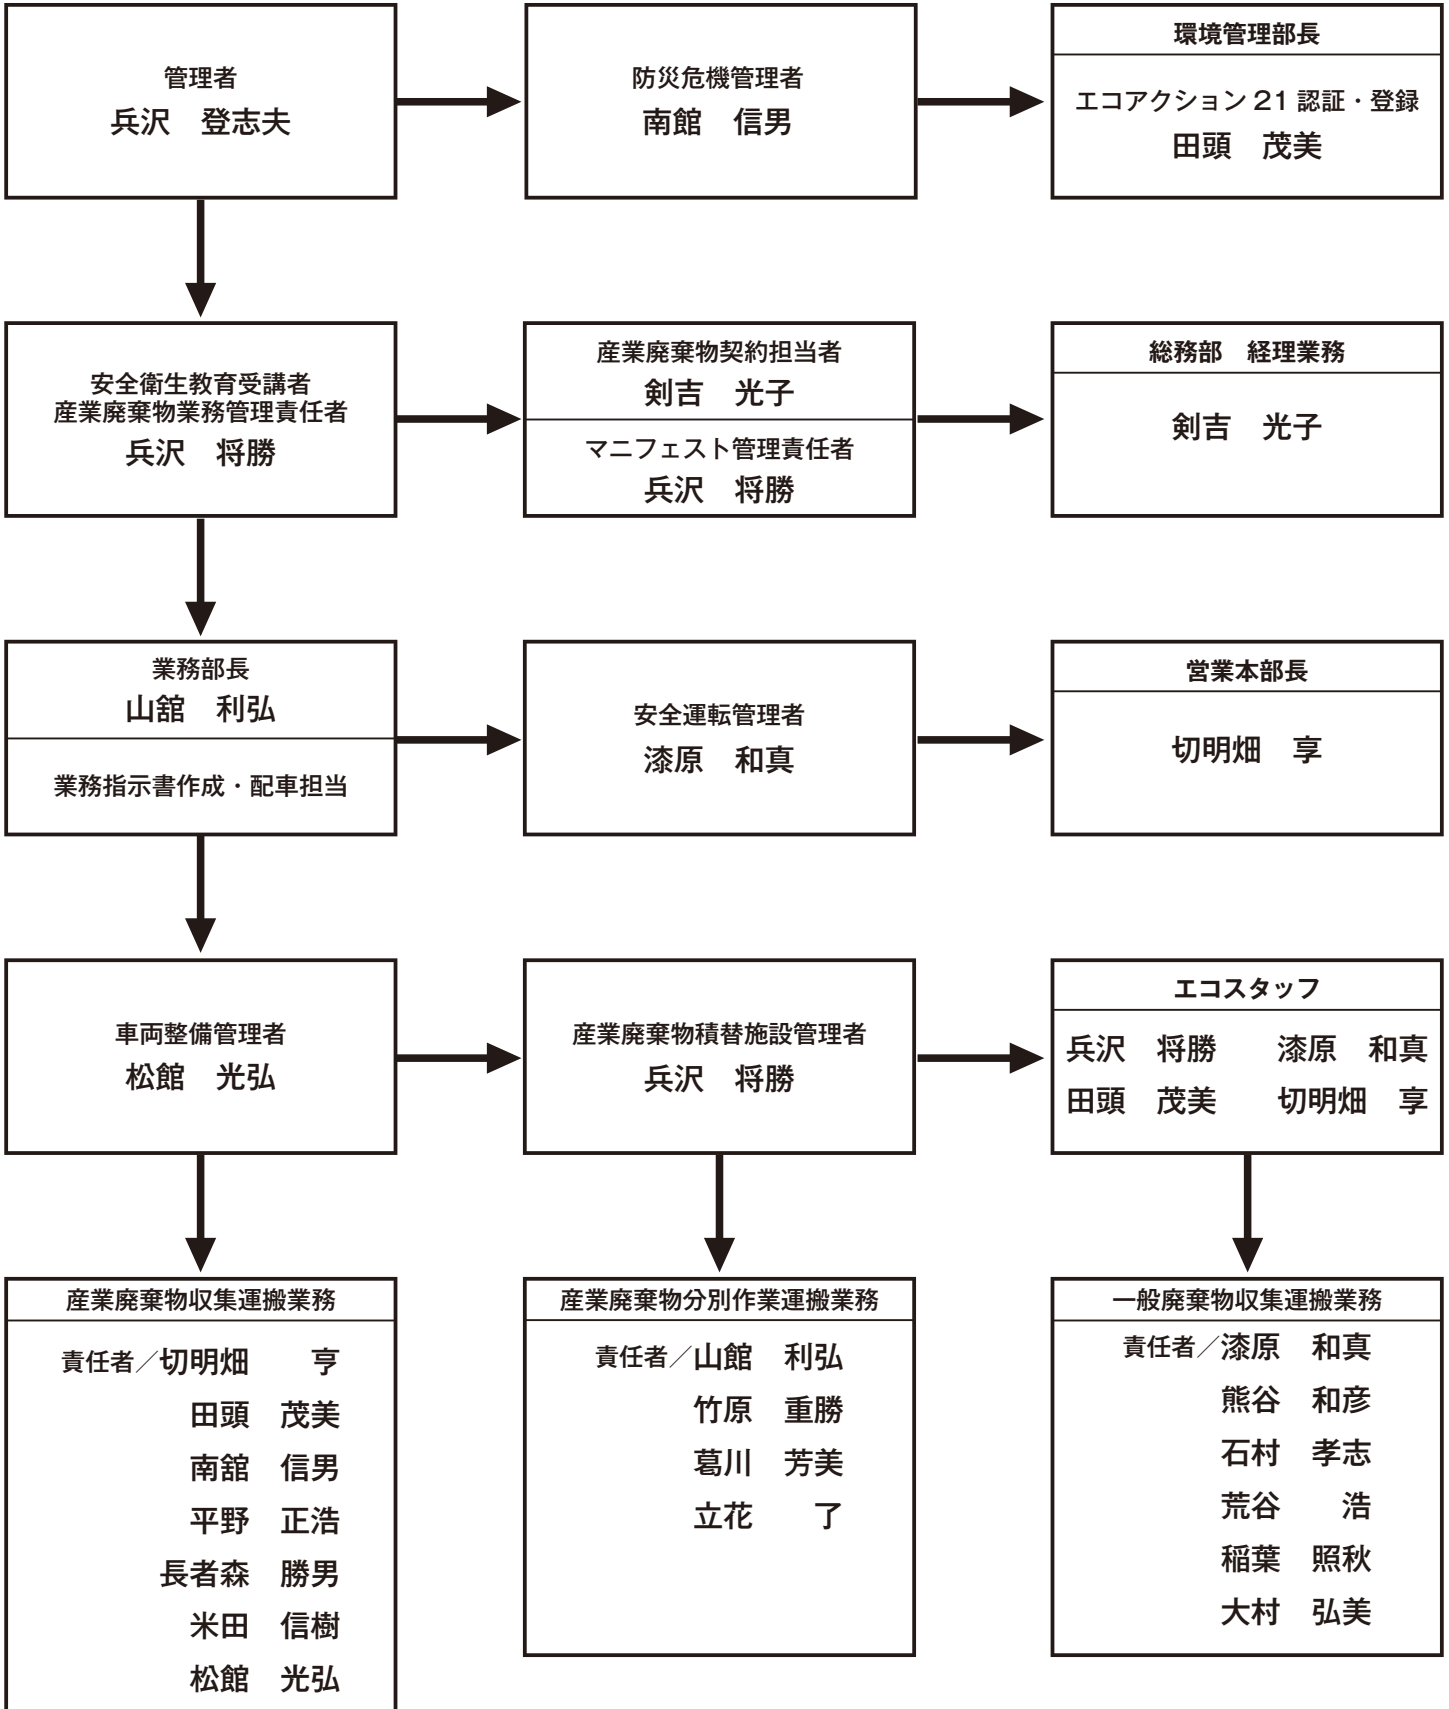 管理者
兵沢　登志夫
防災危機管理者
南館　信男
環境管理部長
エコアクション 21 認証・登録
田頭　茂美
安全衛生教育受講者
産業廃棄物業務管理責任者
兵沢　将勝
産業廃棄物契約担当者
剣吉　光子
マニフェスト管理責任者
兵沢　将勝
総務部　経理業務
剣吉　光子
業務部長
山舘　利弘
業務指示書作成・配車担当
安全運転管理者
漆原　和真
営業本部長
切明畑　享
車両整備管理者
松館　光弘
産業廃棄物積替施設管理者
兵沢　将勝
エコスタッフ
兵沢　将勝　　漆原　和真
田頭　茂美　　切明畑　享
産業廃棄物収集運搬業務
責任者／切明畑　　亨
田頭　茂美
南舘　信男
平野　正浩
長者森　勝男
米田　信樹
松館　光弘
産業廃棄物分別作業運搬業務
責任者／山館　利弘
竹原　重勝
葛川　芳美
立花　　了
一般廃棄物収集運搬業務
責任者／漆原　和真
熊谷　和彦
石村　孝志
荒谷　　浩
稲葉　照秋
大村　弘美